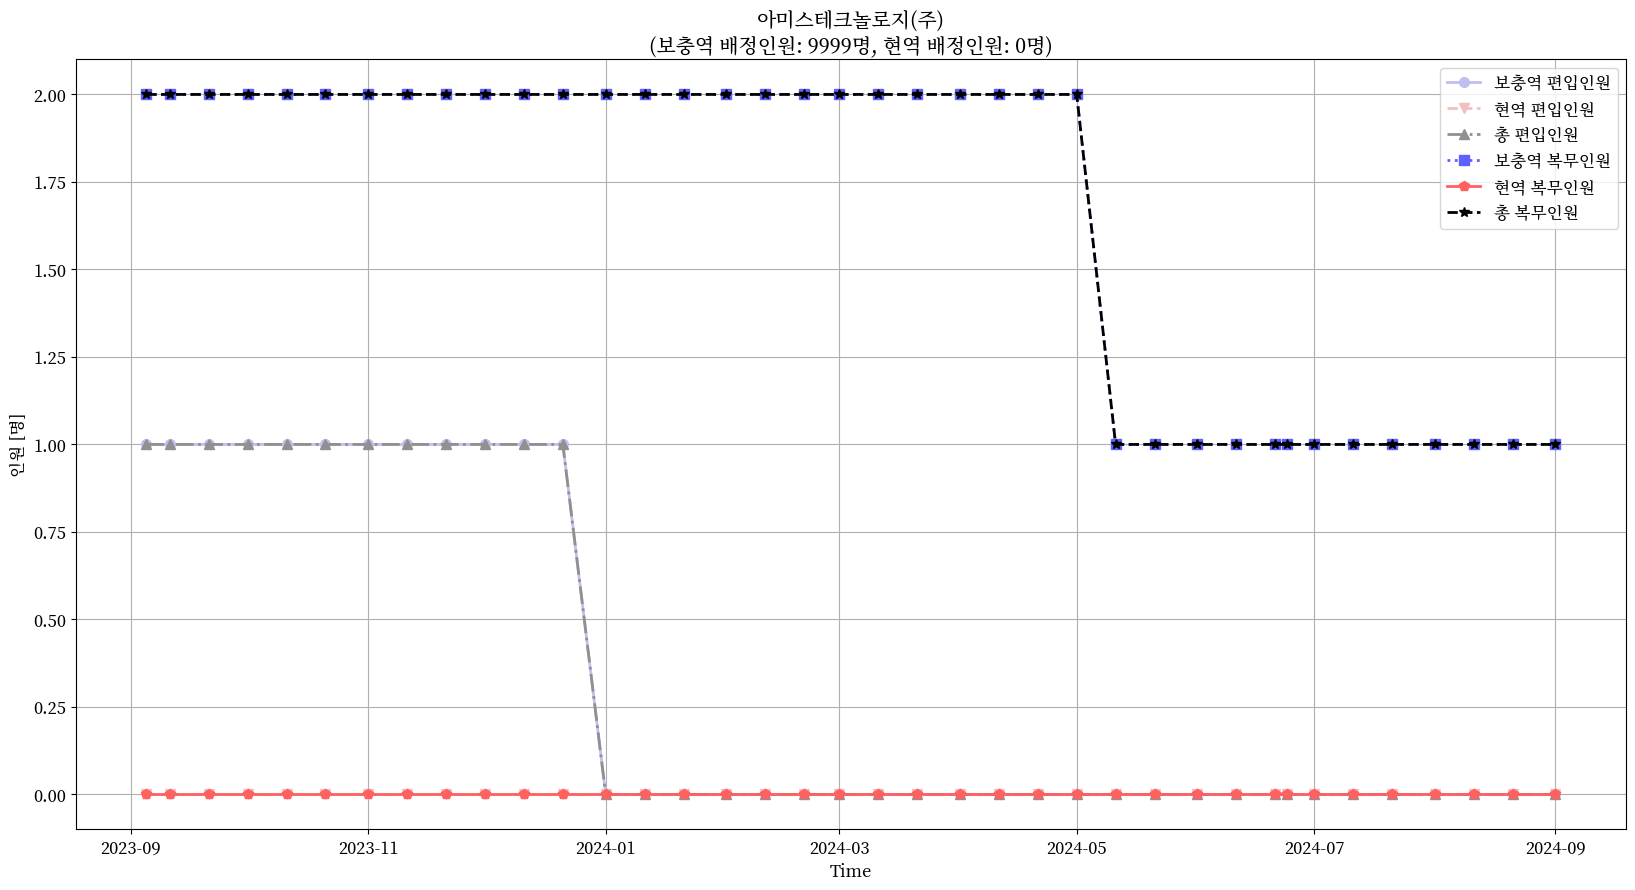 아미스테크놀로지(주)
(보충역 배정인원: 9999명, 현역 배정인원: 0명)
보충역 편입인원
현역 편입인원
총 편입인원
보충역 복무인원
현역 복무인원
총 복무인원
인원 [명]
2.00
1.75
1.50
1.25
1.00
0.75
0.50
0.25
0.00
2023-09
2023-11
2024-01
2024-03
2024-05
2024-07
2024-09
Time